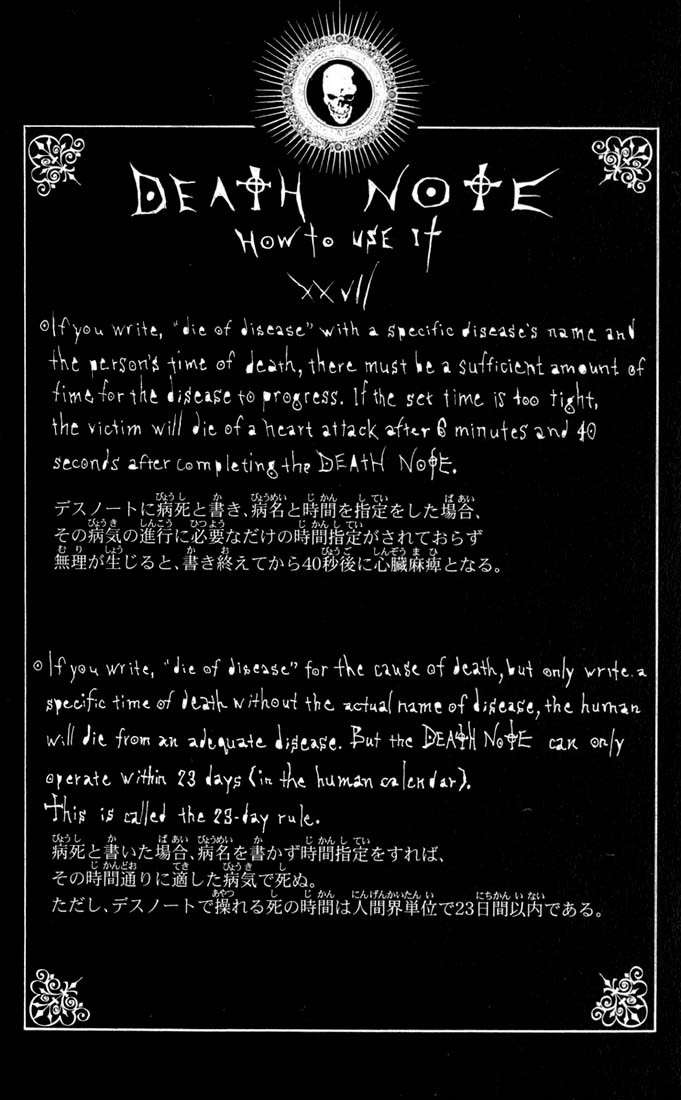 DEATH NOTE
HOW TO USE IT
XXVII
If you write, "die of disease" with a specific disease's name and
the person's time of death, there must be a sufficient amount of
time for the disease to progress. If the set time is too tight,
the victim will die of a heart attack after 6 minutes and 40
seconds after completing the DEATH NOTE.
デスノートに病死と書き、病名と時間を指定をした場合、
その病気の進行に必要なだけの時間指定がされておらず
無理が生じると、書き終えてから40秒後に心臓麻痺となる。
If you write, "die of disease" for the cause of death, but only write a
specific time of death without the actual name of disease, the human
will die from an adequate disease. But the DEATH NOTE can only
operate within 23 days (in the human calendar).
This is called the 23-day rule.
病死と書いた場合、病名を書かず時間指定をすれば、
その時間通りに適した病気で死ぬ。
ただし、デスノートで操れる死の時間は人間界単位で23日間以内である。